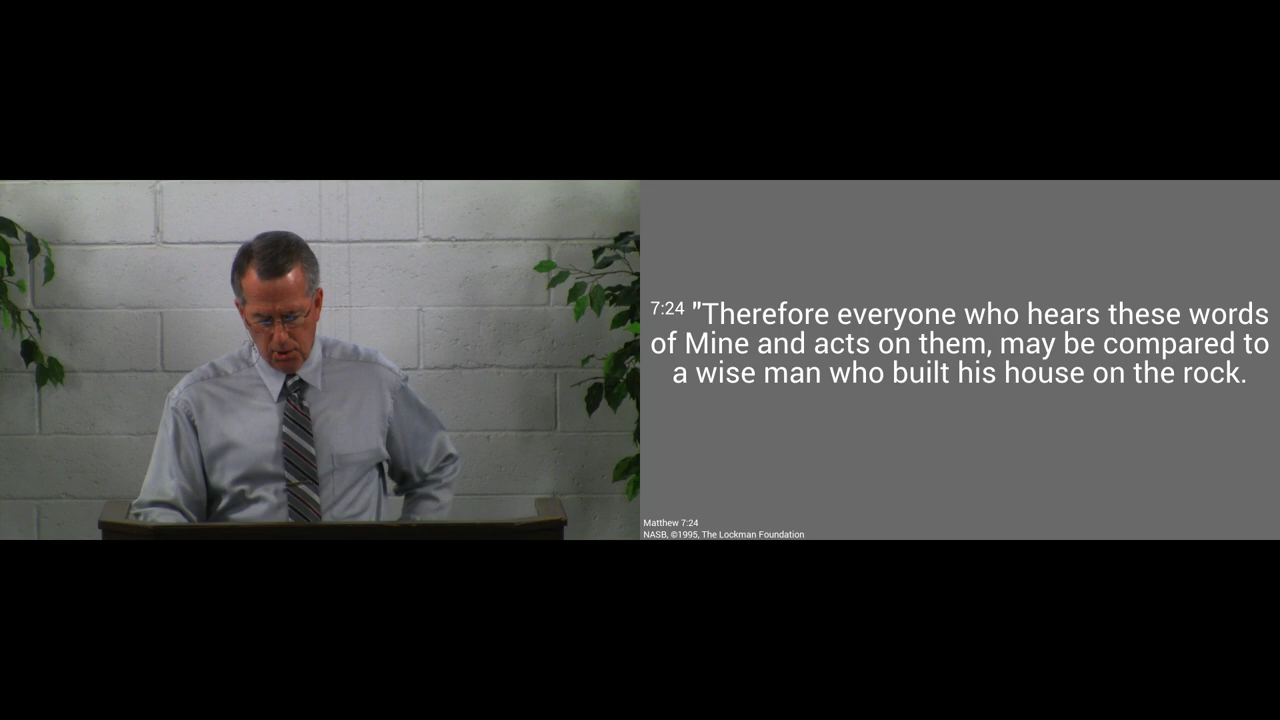 7:24 "Therefore everyone who hears these words
of Mine and acts on them, may be compared to
a wise man who built his house on the rock.
Matthew 7:24
NASB, ©1995, The Lockman Foundation